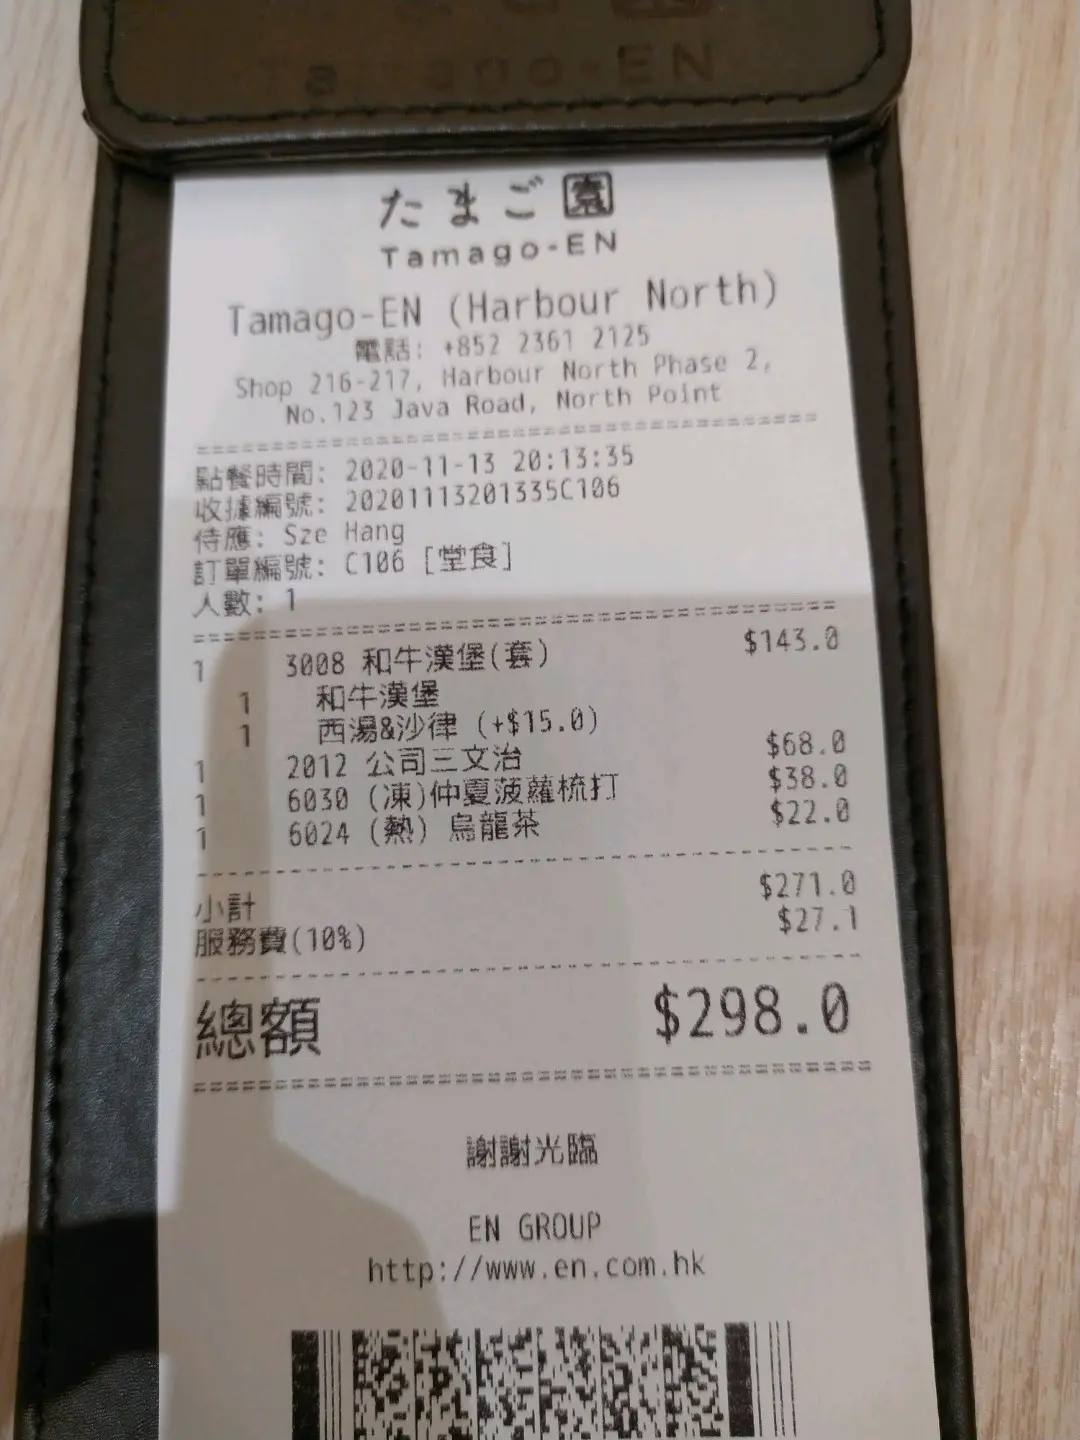 Tamago-EN
たまご園
Tamago-EN
Tamago-EN (Harbour North)
電話: +852 2361 2125
Shop 216-217, Harbour North Phase 2,
No.123 Java Road, North Point
點餐時間: 2020-11-13 20:13:35
收據編號: 20201113201335C106
侍應: Sze Hang
訂單編號: C106 [堂食]
人數: 1
1 3008 和牛漢堡(套) $143.0
1 和牛漢堡
1 西湯&沙律 (+$15.0)
1 2012 公司三文治 $68.0
1 6030 (凍)仲夏菠蘿梳打 $38.0
1 6024 (熱) 烏龍茶 $22.0
小計 $271.0
服務費(10%) $27.1
總額 $298.0
謝謝光臨
EN GROUP
http://www.en.com.hk